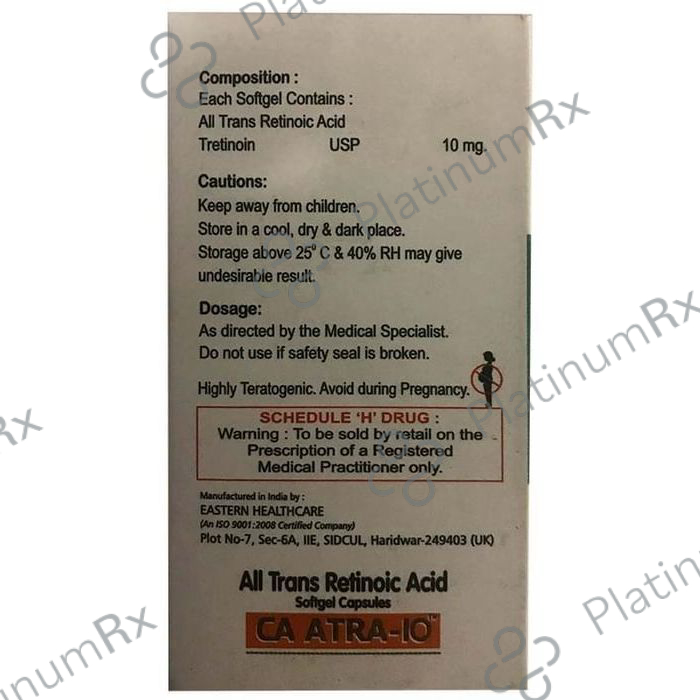 Composition :
Each Softgel Contains :
All Trans Retinoic Acid
Tretinoin USP 10 mg.
Cautions:
Keep away from children.
Store in a cool, dry & dark place.
Storage above 25⁰ C & 40% RH may give
undesirable result.
Dosage:
As directed by the Medical Specialist.
Do not use if safety seal is broken.
Highly Teratogenic. Avoid during Pregnancy.
SCHEDULE 'H' DRUG :
Warning : To be sold by retail on the
Prescription of a Registered
Medical Practitioner only.
Manufactured in India by :
EASTERN HEALTHCARE
(An ISO 9001:2008 Certified Company)
Plot No-7, Sec-6A, IIE, SIDCUL, Haridwar-249403 (UK)
All Trans Retinoic Acid
Softgel Capsules
CA ATRA-10™
PlatinumRx
PlatinumRx
PlatinumRx
PlatinumRx
PlatinumRx